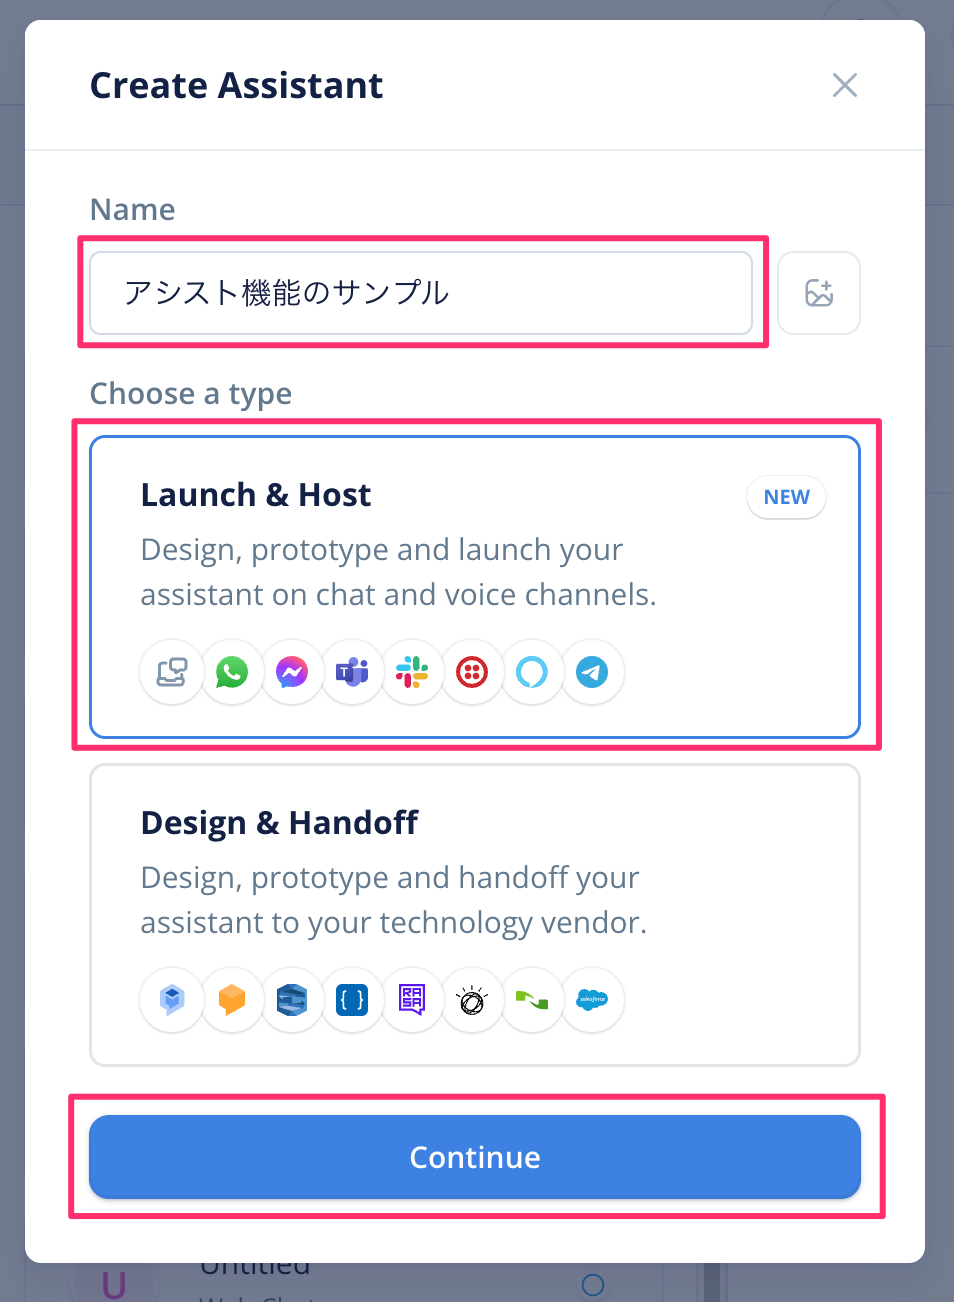 Create Assistant
Name
アシスト機能のサンプル
Choose a type
Launch & Host
NEW
Design, prototype and launch your
assistant on chat and voice channels.
Design & Handoff
Design, prototype and handoff your
assistant to your technology vendor.
RASA
salesforce
Continue
Untitled
U